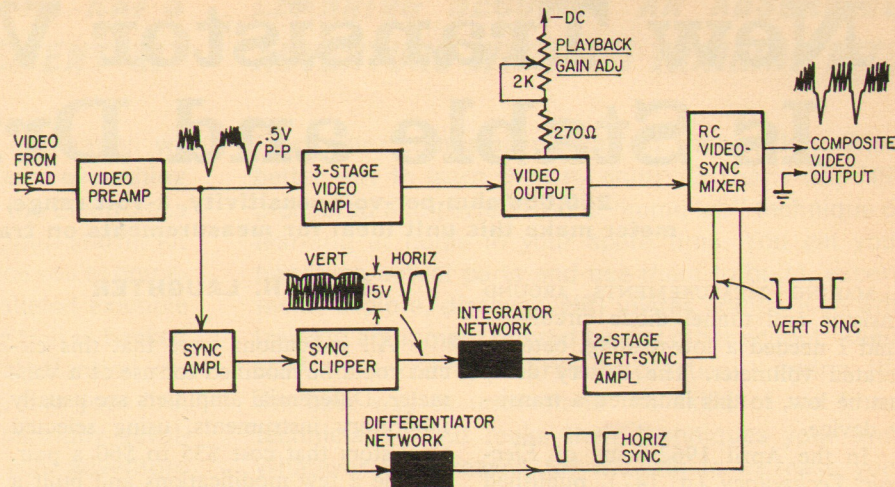 –DC
PLAYBACK
GAIN ADJ
2K
270Ω
VIDEO
FROM
HEAD
.5V
P-P
VIDEO
PREAMP
3-STAGE
VIDEO
AMPL
VIDEO
OUTPUT
RC
VIDEO-
SYNC
MIXER
COMPOSITE
VIDEO
OUTPUT
VERT
HORIZ
15V
SYNC
AMPL
SYNC
CLIPPER
INTEGRATOR
NETWORK
2-STAGE
VERT-SYNC
AMPL
VERT SYNC
DIFFERENTIATOR
NETWORK
HORIZ
SYNC